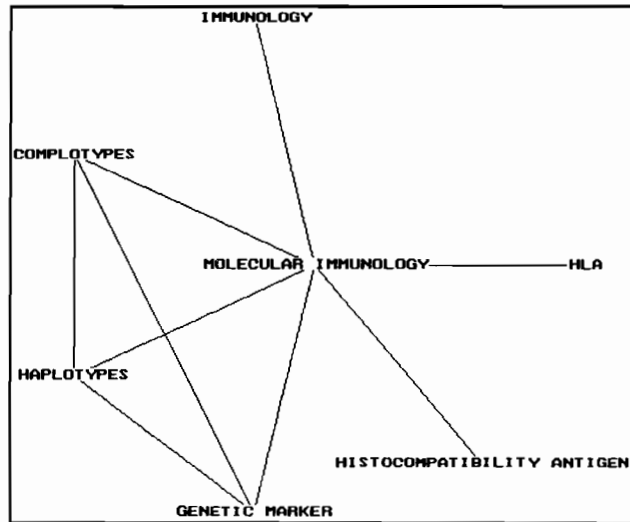 IMMUNOLOGY
COMPLOTYPES
MOLECULAR IMMUNOLOGY
HLA
HAPLOTYPES
HISTOCOMPATIBILITY ANTIGEN
GENETIC MARKER